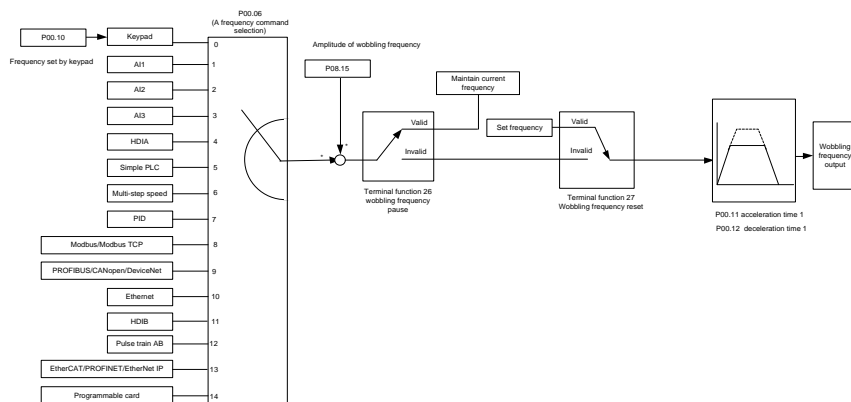 P00.06
(A frequency command
selection)
P00.10
Keypad
0
Frequency set by keypad
AI1
1
AI2
2
AI3
3
HDIA
4
Simple PLC
5
Multi-step speed
6
PID
7
Modbus/Modbus TCP
8
PROFIBUS/CANopen/DeviceNet
9
Ethernet
10
HDIB
11
Pulse train AB
12
EtherCAT/PROFINET/EtherNet IP
13
Programmable card
14
Amplitude of wobbling frequency
P08.15
+
+
Maintain current
frequency
Valid
Invalid
Terminal function 26
wobbling frequency
pause
Set frequency
Valid
Invalid
Terminal function 27
Wobbling frequency reset
P00.11 acceleration time 1
P00.12 deceleration time 1
Wobbling
frequency
output